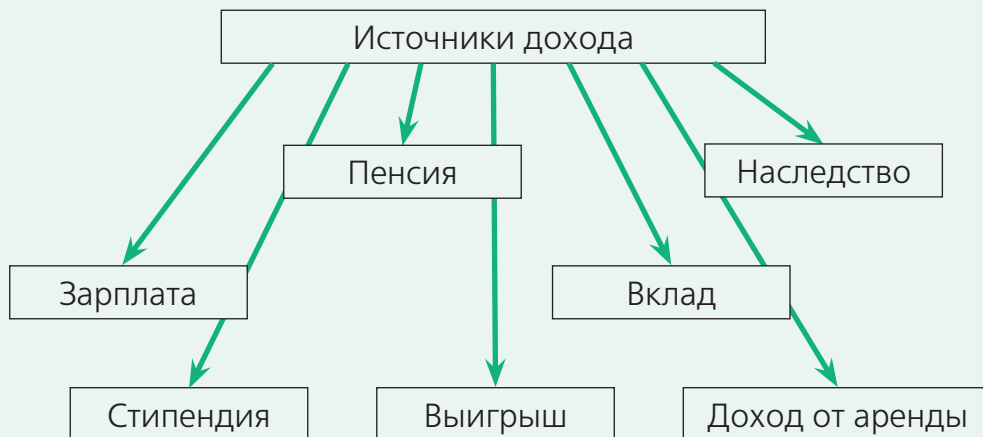 Источники дохода
Пенсия
Наследство
Зарплата
Вклад
Стипендия
Выигрыш
Доход от аренды